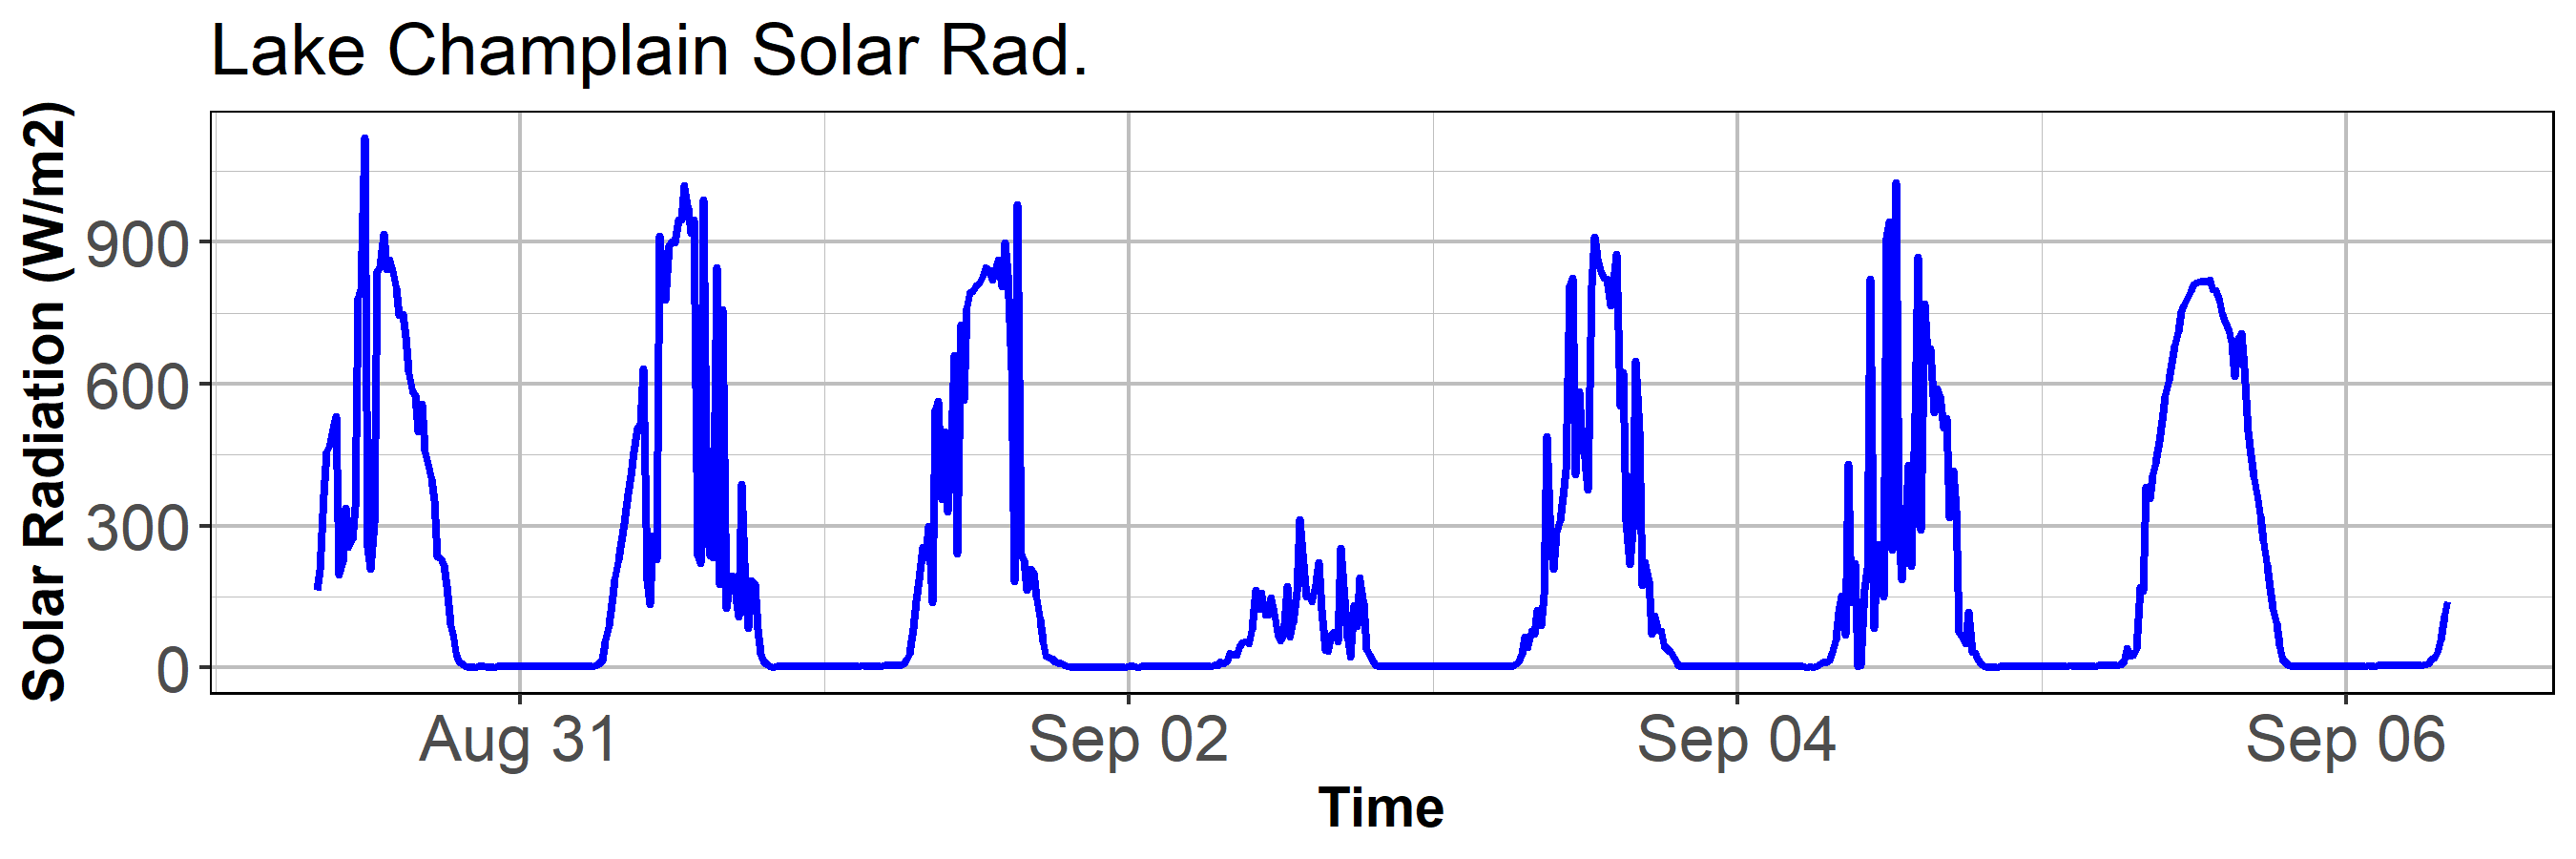 Lake Champlain Solar Rad.
Solar Radiation (W/m2)
900
600
300
0
Aug 31 Sep 02 Sep 04 Sep 06
Time